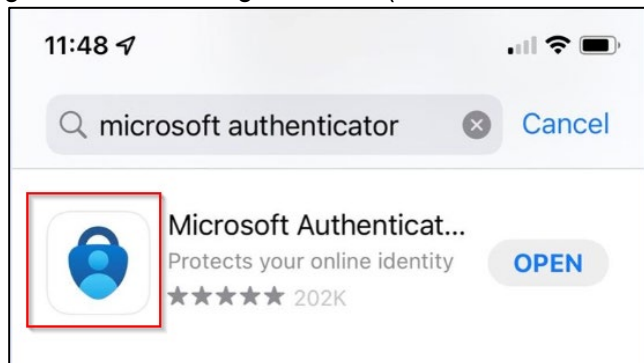 11:48
microsoft authenticator
Cancel
Microsoft Authenticat...
Protects your online identity
OPEN
202K